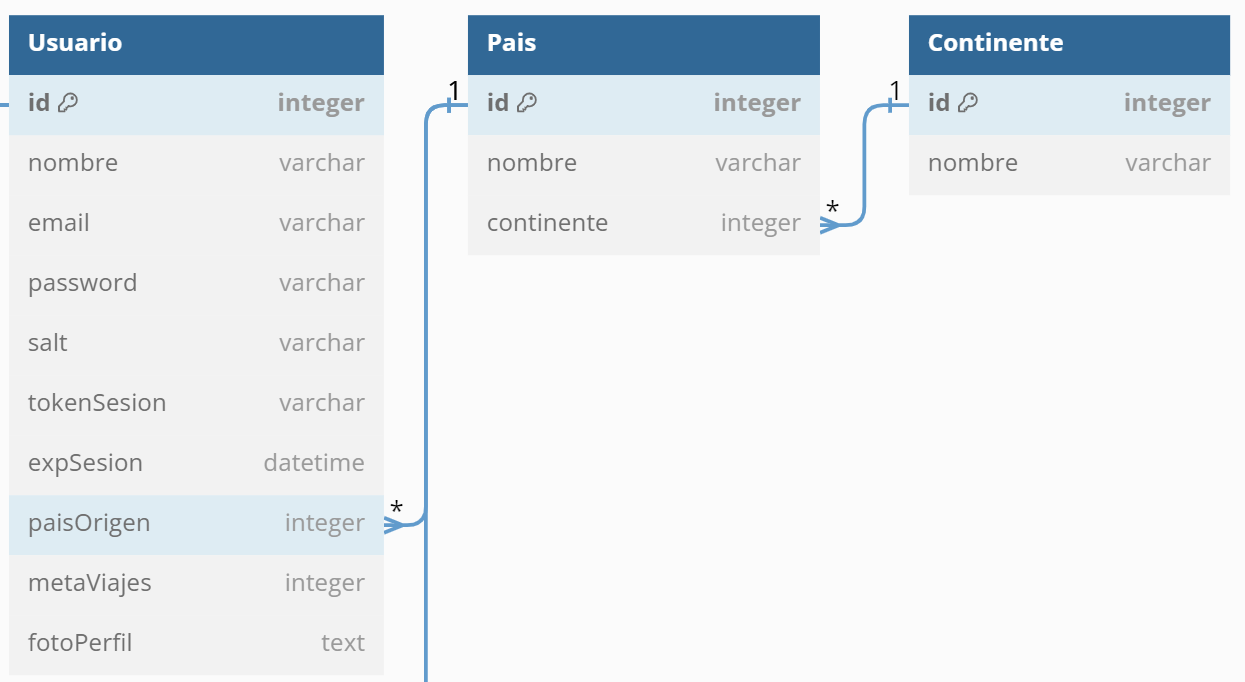 Usuario
id integer
nombre varchar
email varchar
password varchar
salt varchar
tokenSesion varchar
expSesion datetime
paisOrigen integer
metaViajes integer
fotoPerfil text
*
1
Pais
id integer
nombre varchar
continente integer
*
1
Continente
id integer
nombre varchar